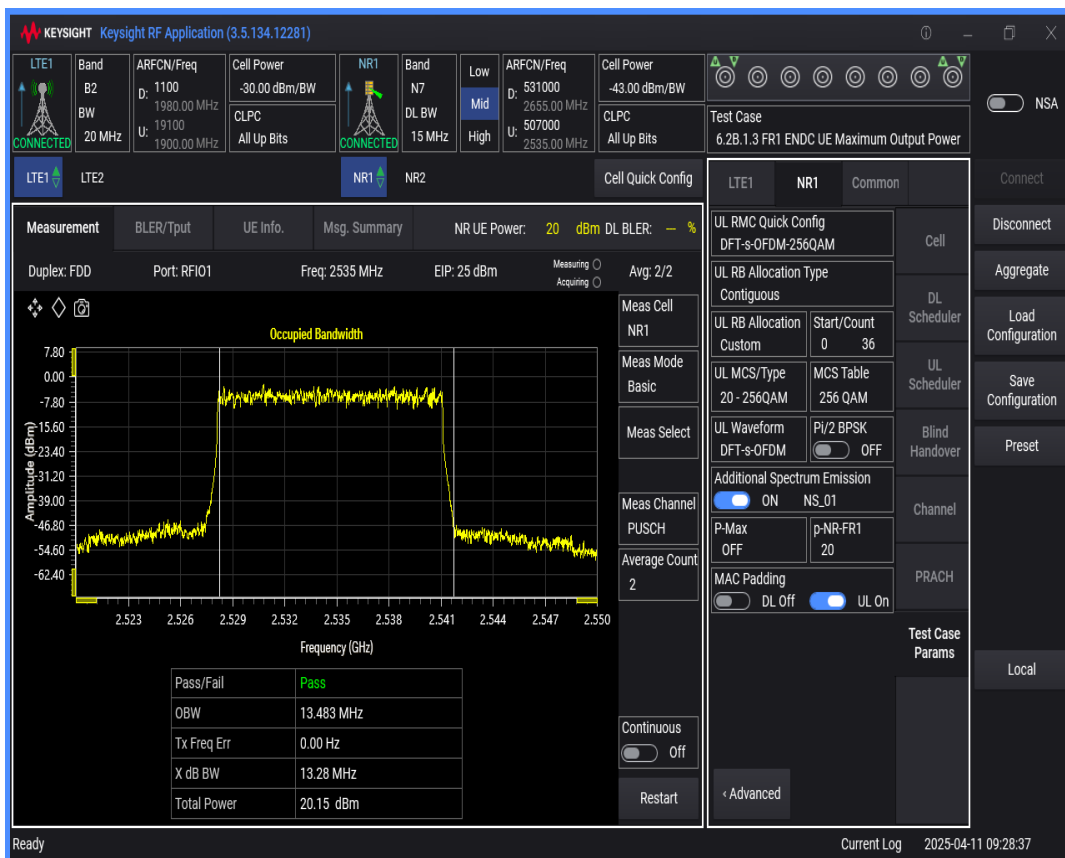 KEYSIGHT Keysight RF Application (3.5.134.12281)
LTE1
CONNECTED
Band
B2
BW
20 MHz
ARFCN/Freq
D: 1100
1980.00 MHz
U: 19100
1900.00 MHz
Cell Power
-30.00 dBm/BW
CLPC
All Up Bits
NR1
CONNECTED
Band
N7
DL BW
15 MHz
Low
Mid
High
ARFCN/Freq
D: 531000
2655.00 MHz
U: 507000
2535.00 MHz
Cell Power
-43.00 dBm/BW
CLPC
All Up Bits
Test Case
6.2B.1.3 FR1 ENDC UE Maximum Output Power
NSA
LTE1 LTE2 NR1 NR2 Cell Quick Config
Measurement BLER/Tput UE Info. Msg. Summary NR UE Power: 20 dBm DL BLER: -- %
Duplex: FDD Port: RFIO1 Freq: 2535 MHz EIP: 25 dBm Measuring Avg: 2/2
Acquiring
Occupied Bandwidth
7.80
0.00
-7.80
-15.60
-23.40
-31.20
-39.00
-46.80
-54.60
-62.40
Amplitude (dBm)
2.523 2.526 2.529 2.532 2.535 2.538 2.541 2.544 2.547 2.550
Frequency (GHz)
Pass/Fail Pass
OBW 13.483 MHz
Tx Freq Err 0.00 Hz
X dB BW 13.28 MHz
Total Power 20.15 dBm
Meas Cell
NR1
Meas Mode
Basic
Meas Select
Meas Channel
PUSCH
Average Count
2
Continuous
Off
Restart
LTE1 NR1 Common
UL RMC Quick Config
DFT-s-OFDM-256QAM
UL RB Allocation Type
Contiguous
UL RB Allocation Start/Count
Custom 0 36
UL MCS/Type MCS Table
20 - 256QAM 256 QAM
UL Waveform Pi/2 BPSK
DFT-s-OFDM OFF
Additional Spectrum Emission
ON NS_01
P-Max p-NR-FR1
OFF 20
MAC Padding
DL Off UL On
‹ Advanced
Cell
DL
Scheduler
UL
Scheduler
Blind
Handover
Channel
PRACH
Test Case
Params
Connect
Disconnect
Aggregate
Load
Configuration
Save
Configuration
Preset
Local
Ready Current Log 2025-04-11 09:28:37